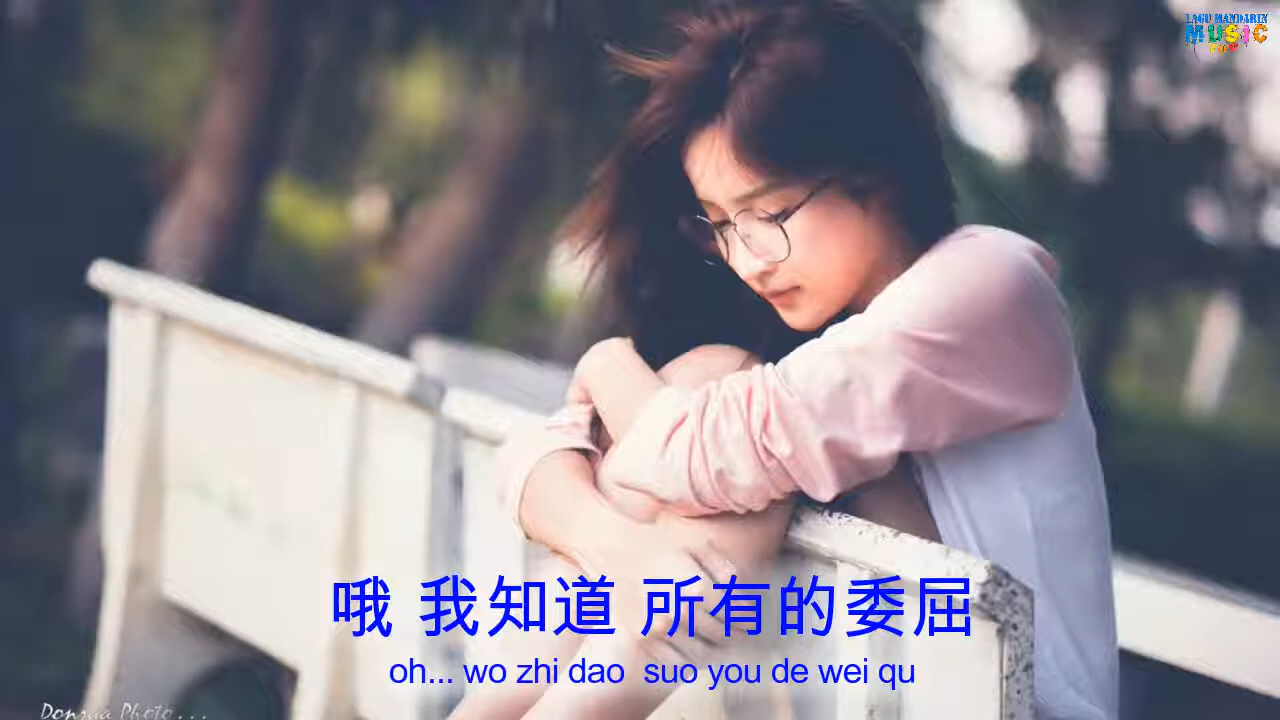 LAGU MANDARIN
MUSIC
哦 我知道 所有的委屈
oh... wo zhi dao  suo you de wei qu
Photo...